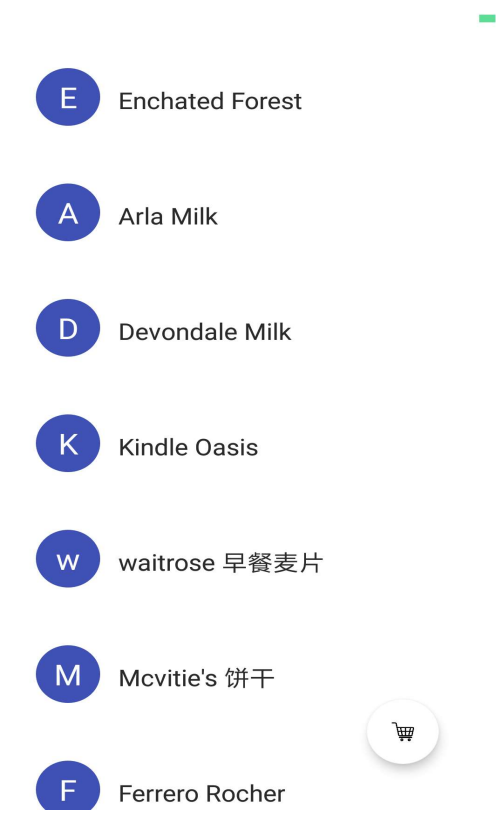 E
Enchated Forest
A
Arla Milk
D
Devondale Milk
K
Kindle Oasis
w
waitrose 早餐麦片
M
Mcvitie's 饼干
F
Ferrero Rocher